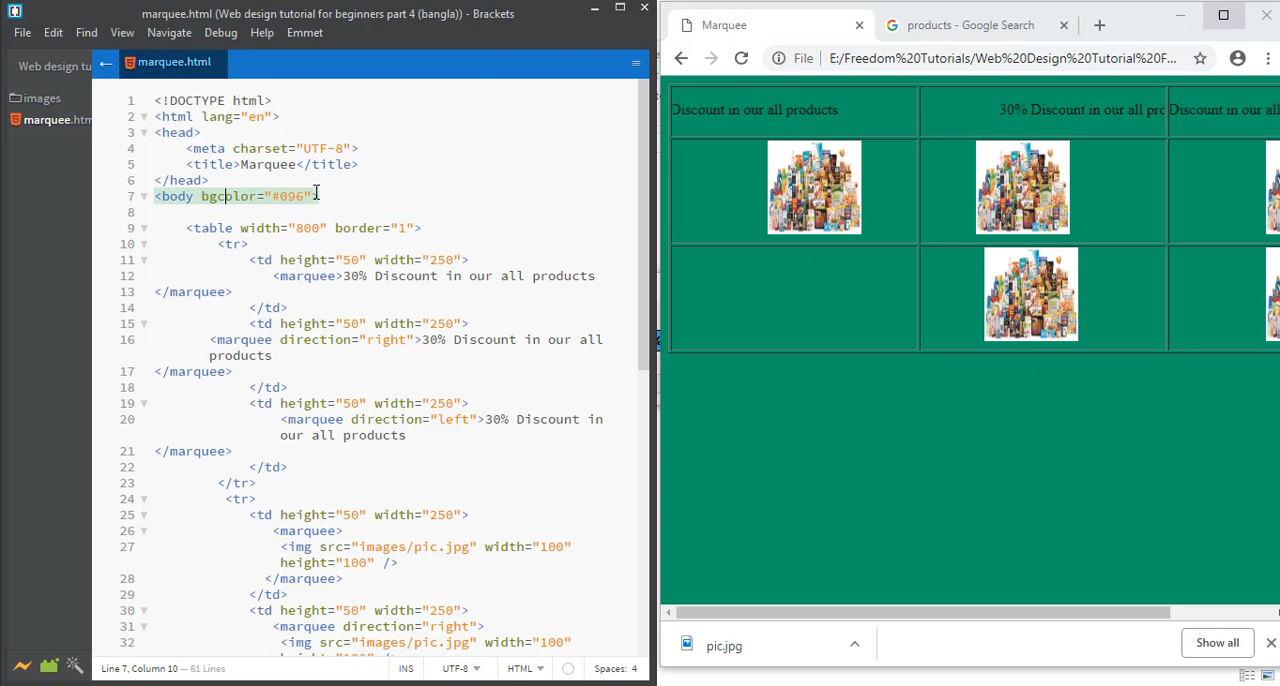 marquee.html (Web design tutorial for beginners part 4 (bangla)) - Brackets
File Edit Find View Navigate Debug Help Emmet
Web design tu
images
marquee.htm
marquee.html
1 <!DOCTYPE html>
2 <html lang="en">
3 <head>
4 <meta charset="UTF-8">
5 <title>Marquee</title>
6 </head>
7 <body bgcolor="#096">
8
9 <table width="800" border="1">
10 <tr>
11 <td height="50" width="250">
12 <marquee>30% Discount in our all products
13 </marquee>
14 </td>
15 <td height="50" width="250">
16 <marquee direction="right">30% Discount in our all
products
17 </marquee>
18 </td>
19 <td height="50" width="250">
20 <marquee direction="left">30% Discount in
our all products
21 </marquee>
22 </td>
23 </tr>
24 <tr>
25 <td height="50" width="250">
26 <marquee>
27 <img src="images/pic.jpg" width="100"
height="100" />
28 </marquee>
29 </td>
30 <td height="50" width="250">
31 <marquee direction="right">
32 <img src="images/pic.jpg" width="100"
Line 7, Column 10 — 61 Lines
INS UTF-8 HTML Spaces: 4
Marquee
products - Google Search
File E:/Freedom%20Tutorials/Web%20Design%20Tutorial%20F...
Discount in our all products
30% Discount in our all pro
Discount in our all
pic.jpg
Show all